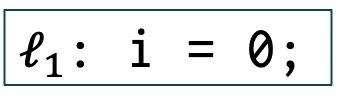 ℓ₁: i = 0;